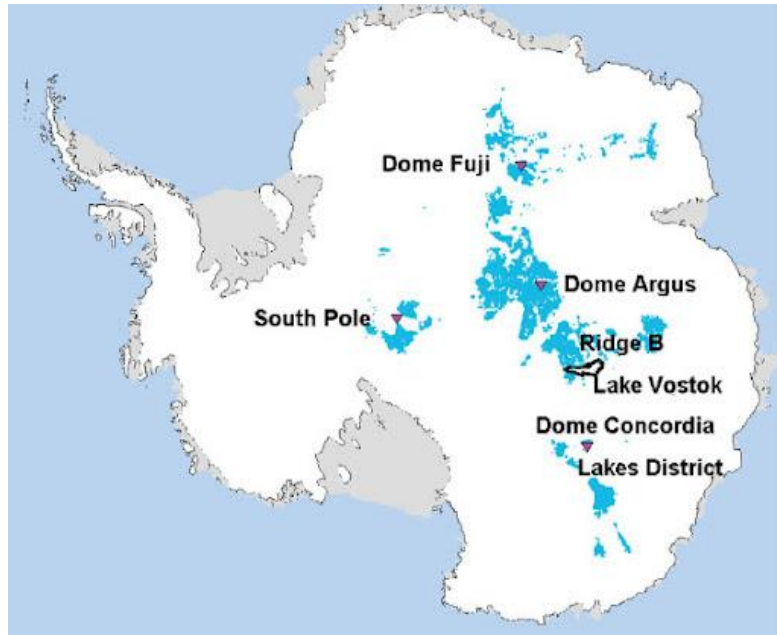 Dome Fuji
Dome Argus
South Pole
Ridge B
Lake Vostok
Dome Concordia
Lakes District